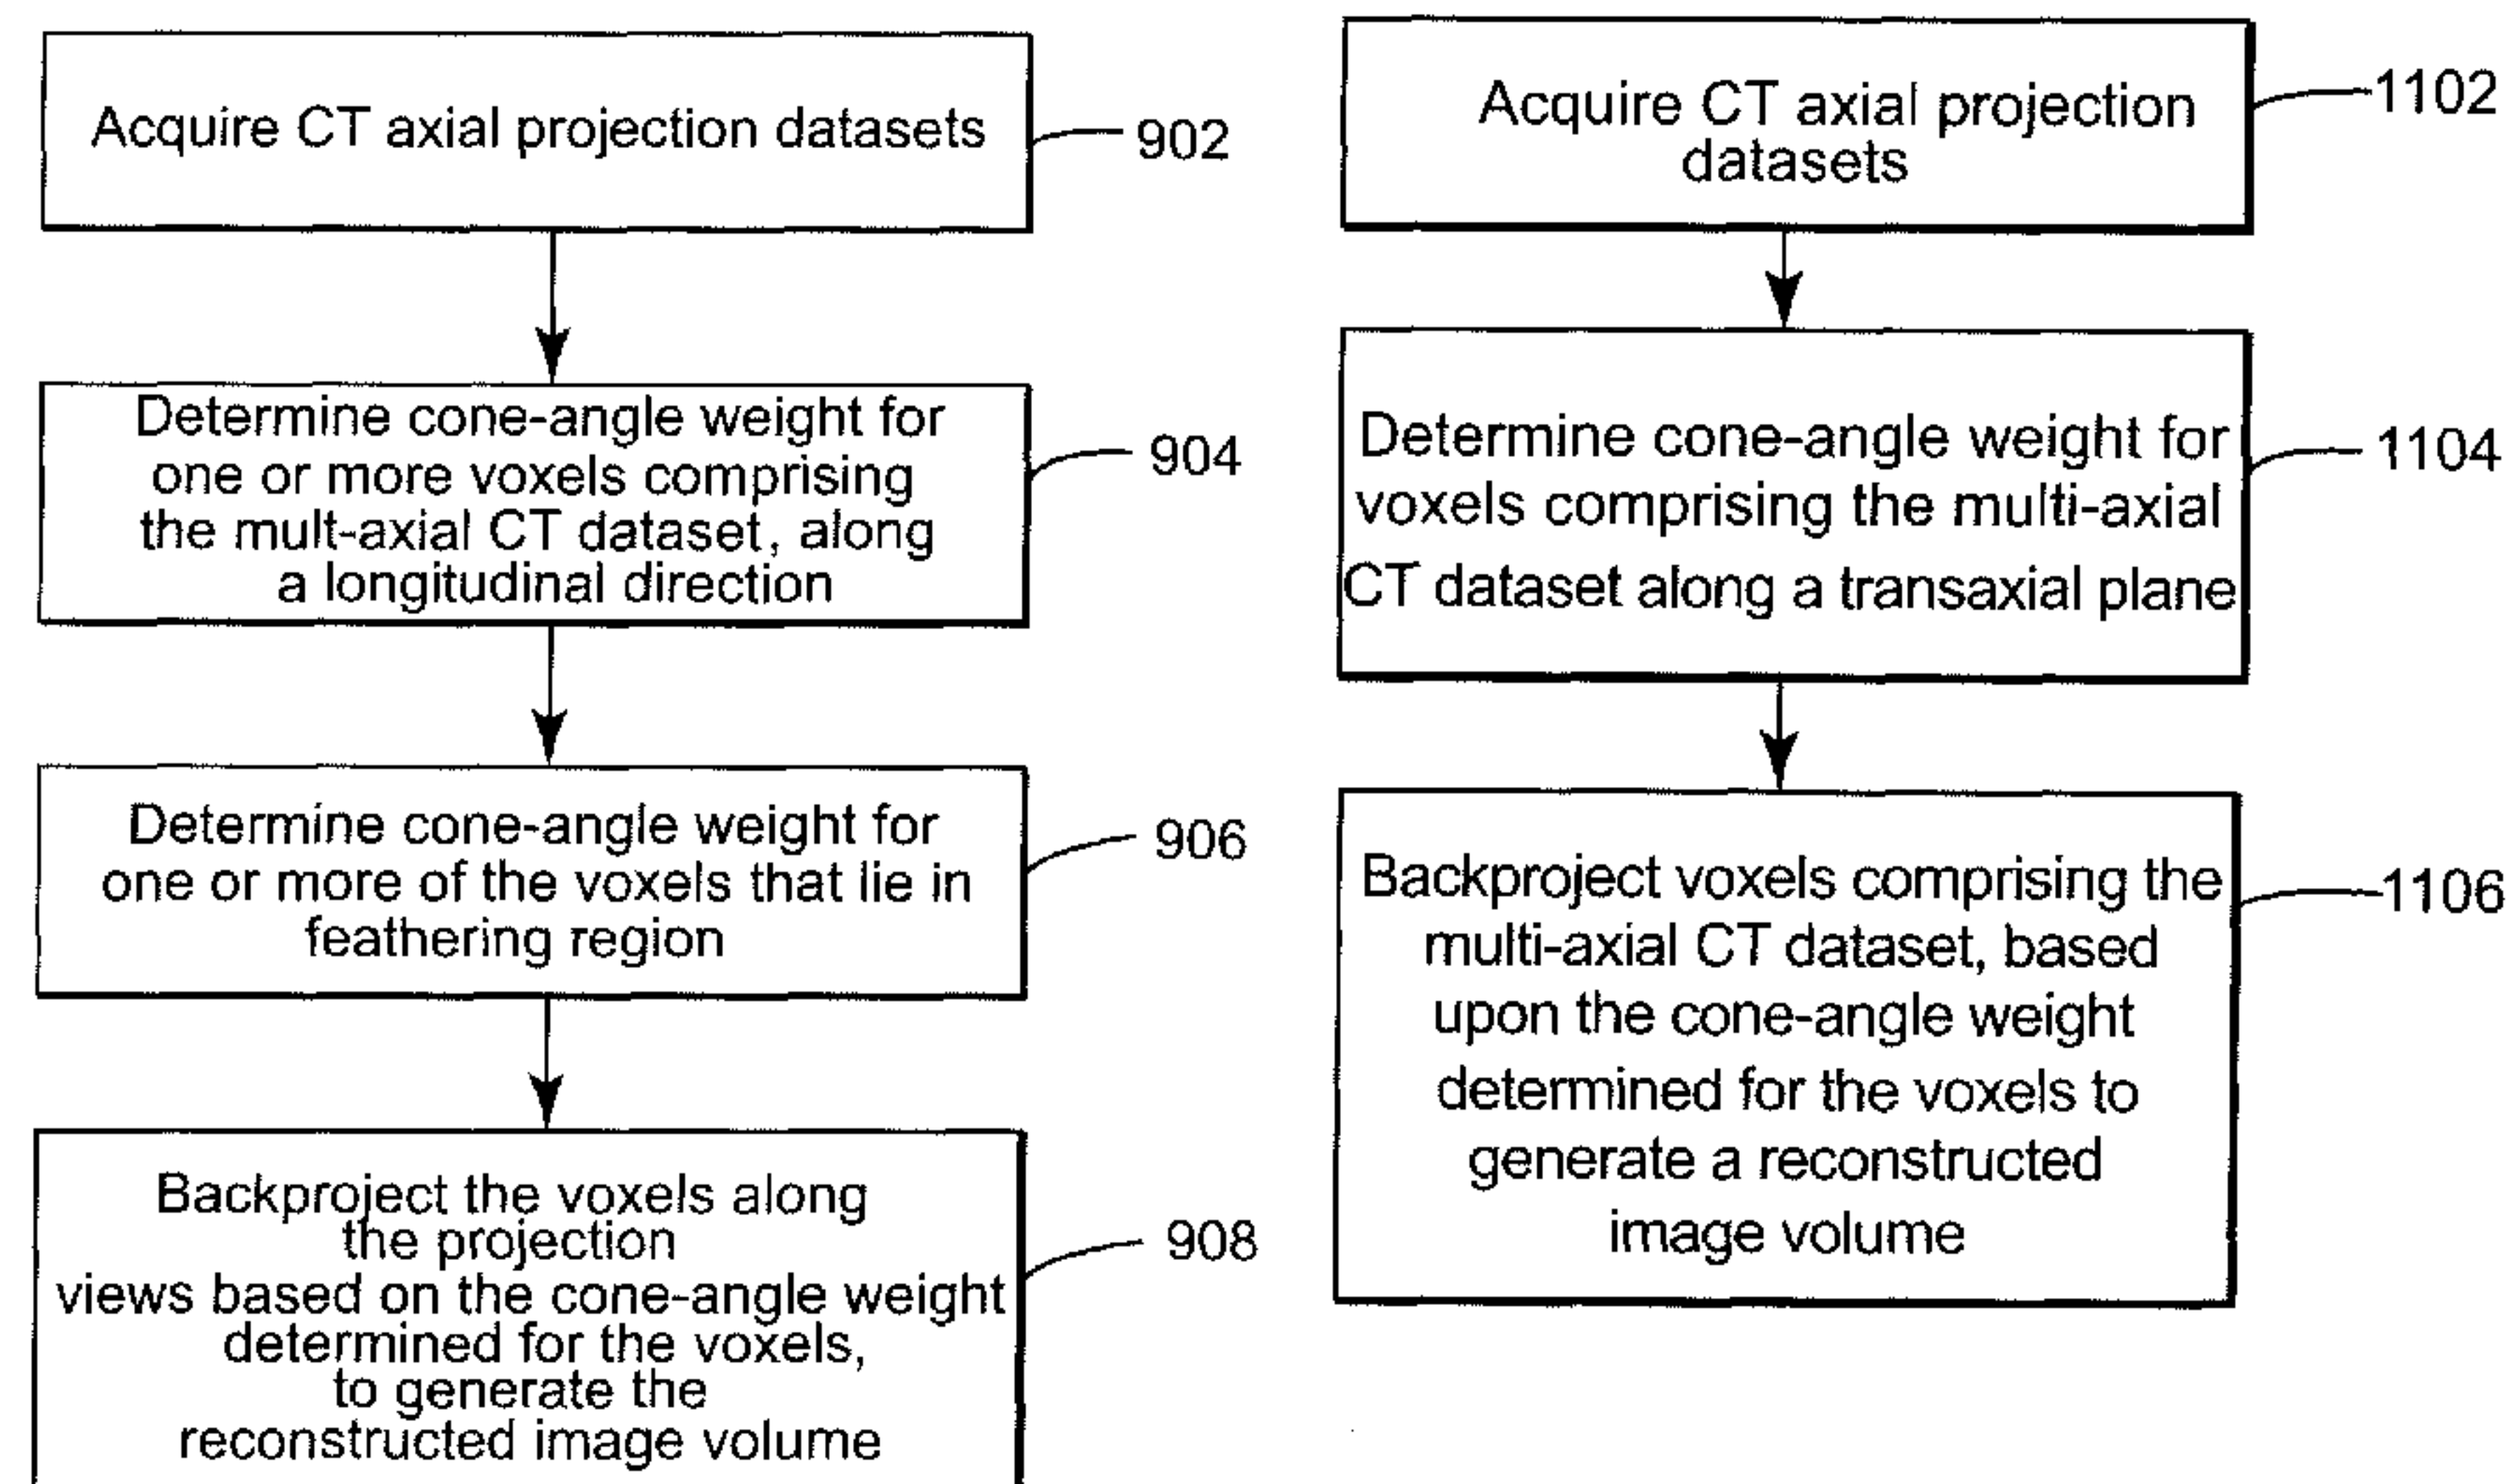 Acquire CT axial projection datasets
902
Determine cone-angle weight for
one or more voxels comprising
the mult-axial CT dataset, along
a longitudinal direction
904
Determine cone-angle weight for
one or more of the voxels that lie in
feathering region
906
Backproject the voxels along
the projection
views based on the cone-angle weight
determined for the voxels,
to generate the
reconstructed image volume
908
Acquire CT axial projection
datasets
1102
Determine cone-angle weight for
voxels comprising the multi-axial
CT dataset along a transaxial plane
1104
Backproject voxels comprising the
multi-axial CT dataset, based
upon the cone-angle weight
determined for the voxels to
generate a reconstructed
image volume
1106